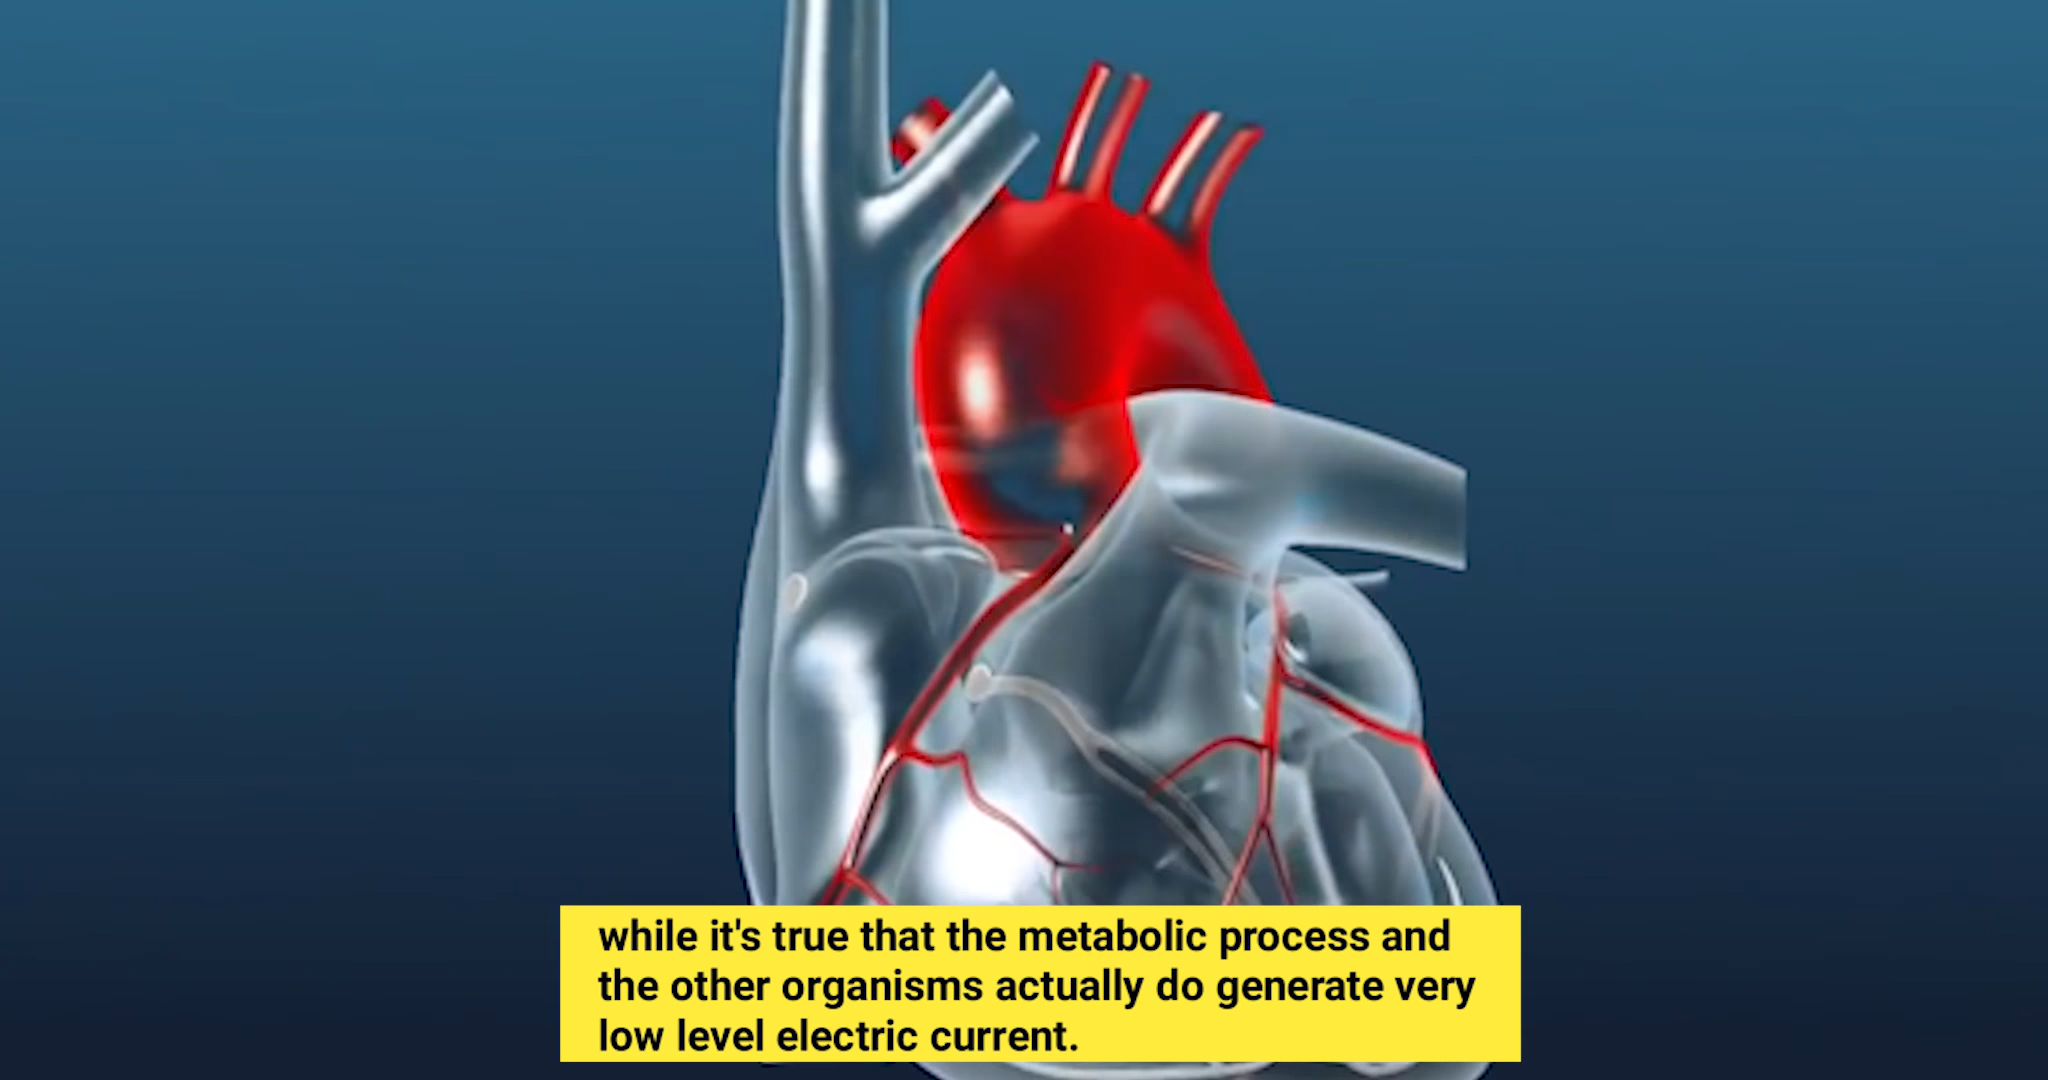 while it's true that the metabolic process and
the other organisms actually do generate very
low level electric current.